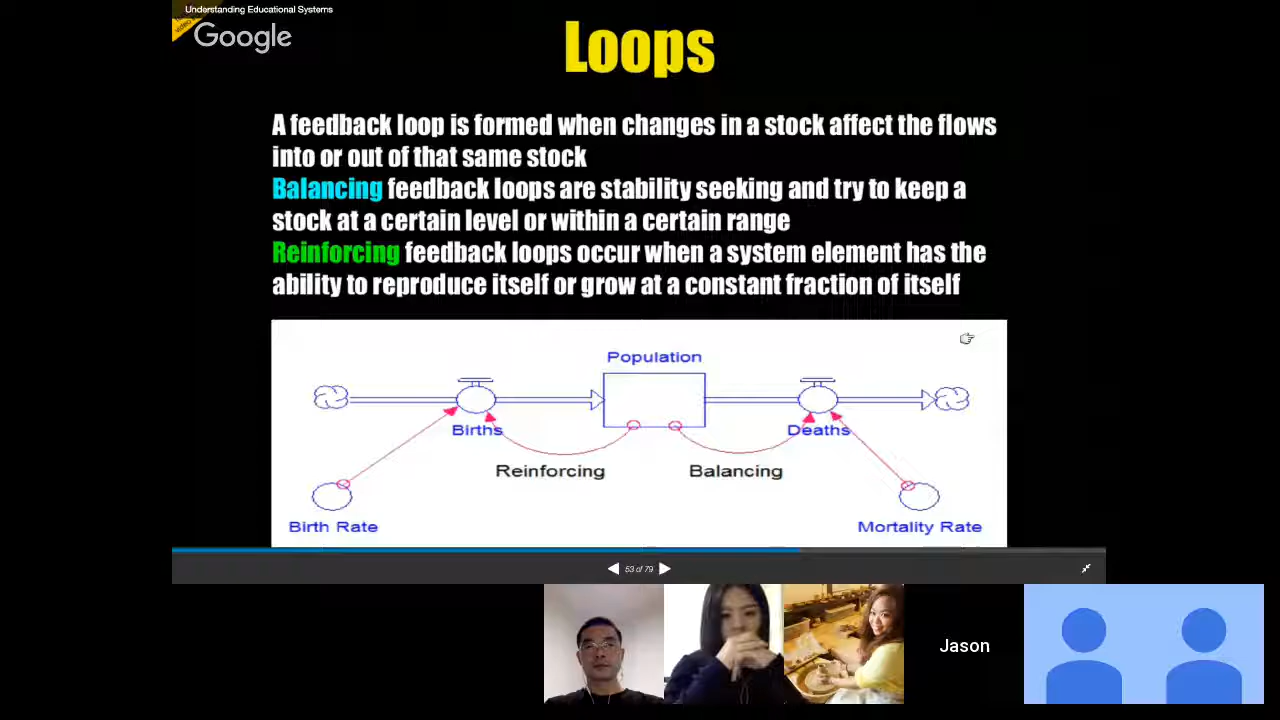 Understanding Educational Systems
video
Google
Loops
A feedback loop is formed when changes in a stock affect the flows
into or out of that same stock
Balancing feedback loops are stability seeking and try to keep a
stock at a certain level or within a certain range
Reinforcing feedback loops occur when a system element has the
ability to reproduce itself or grow at a constant fraction of itself
Population
Births
Deaths
Reinforcing
Balancing
Birth Rate
Mortality Rate
53 of 79
Jason